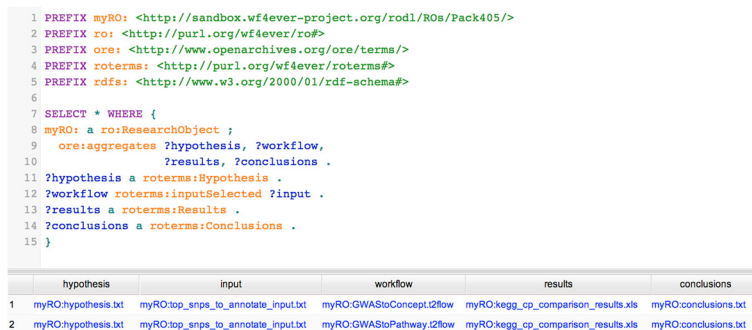 1 PREFIX myRO: <http://sandbox.wf4ever-project.org/rodl/ROs/Pack405/>
2 PREFIX ro: <http://purl.org/wf4ever/ro#>
3 PREFIX ore: <http://www.openarchives.org/ore/terms/>
4 PREFIX roterms: <http://purl.org/wf4ever/roterms#>
5 PREFIX rdfs: <http://www.w3.org/2000/01/rdf-schema#>
6
7 SELECT * WHERE {
8 myRO: a ro:ResearchObject ;
9 ore:aggregates ?hypothesis, ?workflow,
10 ?results, ?conclusions .
11 ?hypothesis a roterms:Hypothesis .
12 ?workflow roterms:inputSelected ?input .
13 ?results a roterms:Results .
14 ?conclusions a roterms:Conclusions .
15 }
hypothesis input workflow results conclusions
1 myRO:hypothesis.txt myRO:top_snps_to_annotate_input.txt myRO:GWAStoConcept.t2flow myRO:kegg_cp_comparison_results.xls myRO:conclusions.txt
2 myRO:hypothesis.txt myRO:top_snps_to_annotate_input.txt myRO:GWAStoPathway.t2flow myRO:kegg_cp_comparison_results.xls myRO:conclusions.txt